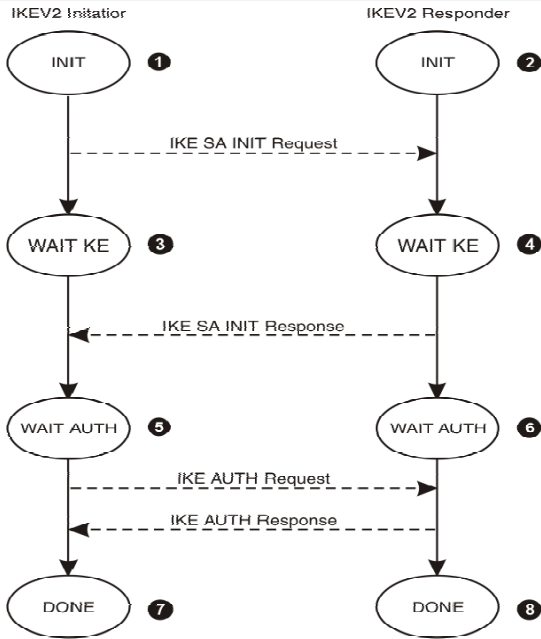 IKEV2 Initatior
IKEV2 Responder
INIT 1
INIT 2
IKE SA INIT Request
WAIT KE 3
WAIT KE 4
IKE SA INIT Response
WAIT AUTH 5
WAIT AUTH 6
IKE AUTH Request
IKE AUTH Response
DONE 7
DONE 8